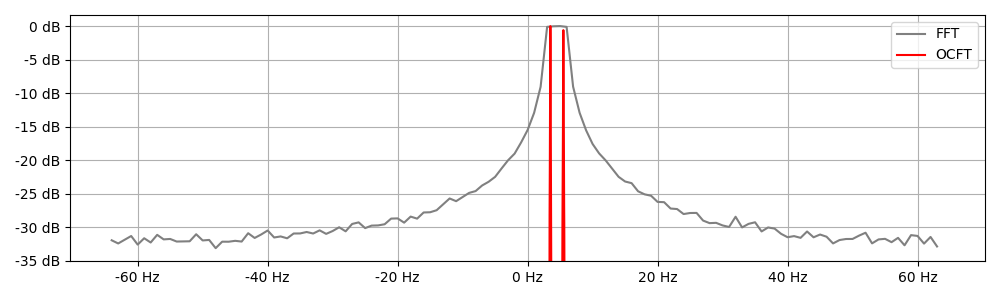 0 dB
-5 dB
-10 dB
-15 dB
-20 dB
-25 dB
-30 dB
-35 dB
FFT
OCFT
-60 Hz
-40 Hz
-20 Hz
0 Hz
20 Hz
40 Hz
60 Hz